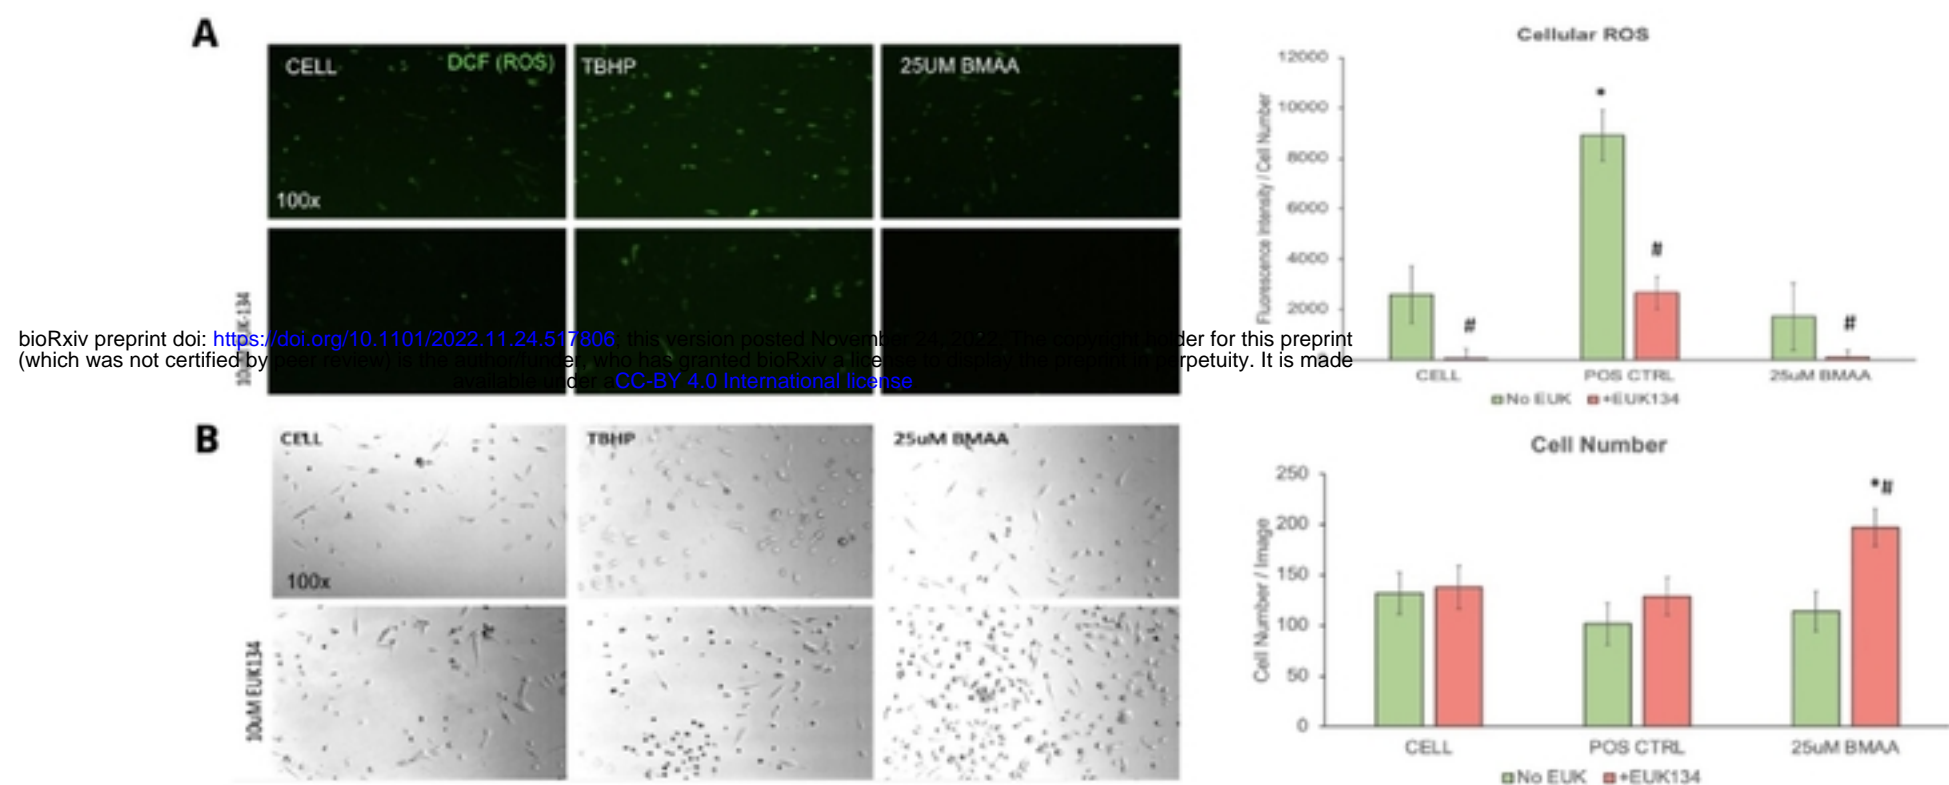 A
CELL
DCF (ROS)
TBHP
25UM BMAA
100x
Cellular ROS
12000
10000
8000
6000
4000
2000
Fluorescence Intensity / Cell Number
*
#
#
#
CELL
POS CTRL
25uM BMAA
No EUK
+EUK134
bioRxiv preprint doi: https://doi.org/10.1101/2022.11.24.517806; this version posted November 24, 2022. The copyright holder for this preprint
(which was not certified by peer review) is the author/funder, who has granted bioRxiv a license to display the preprint in perpetuity. It is made
available under aCC-BY 4.0 International license
B
CELL
TBHP
25uM BMAA
100x
10uM EUK134
Cell Number
250
200
150
100
50
0
Cell Number / Image
*#
CELL
POS CTRL
25uM BMAA
No EUK
+EUK134